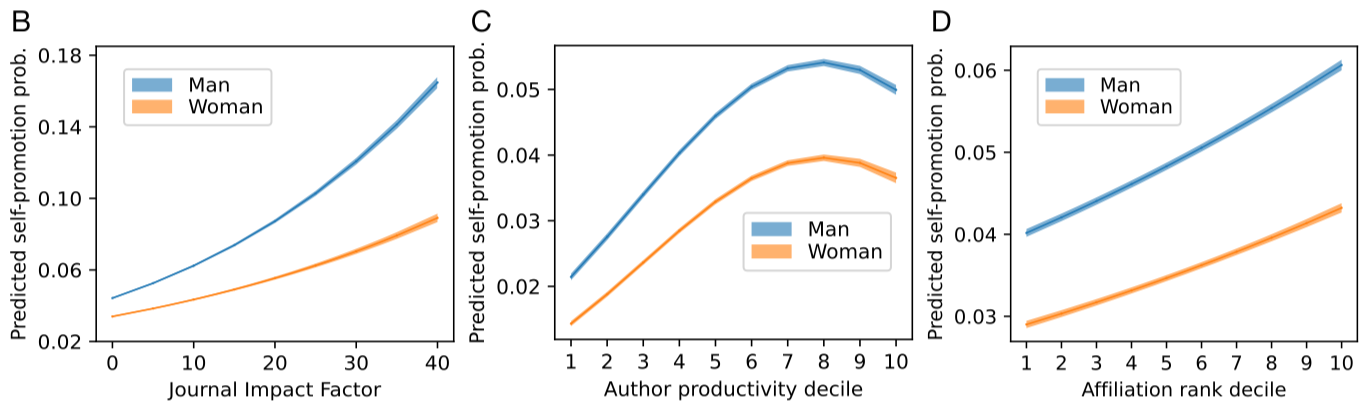 B
Predicted self-promotion prob.
0.18
0.14
0.10
0.06
0.02
Man
Woman
0 10 20 30 40
Journal Impact Factor
C
Predicted self-promotion prob.
0.05
0.04
0.03
0.02
Man
Woman
1 2 3 4 5 6 7 8 9 10
Author productivity decile
D
Predicted self-promotion prob.
0.06
0.05
0.04
0.03
Man
Woman
1 2 3 4 5 6 7 8 9 10
Affiliation rank decile